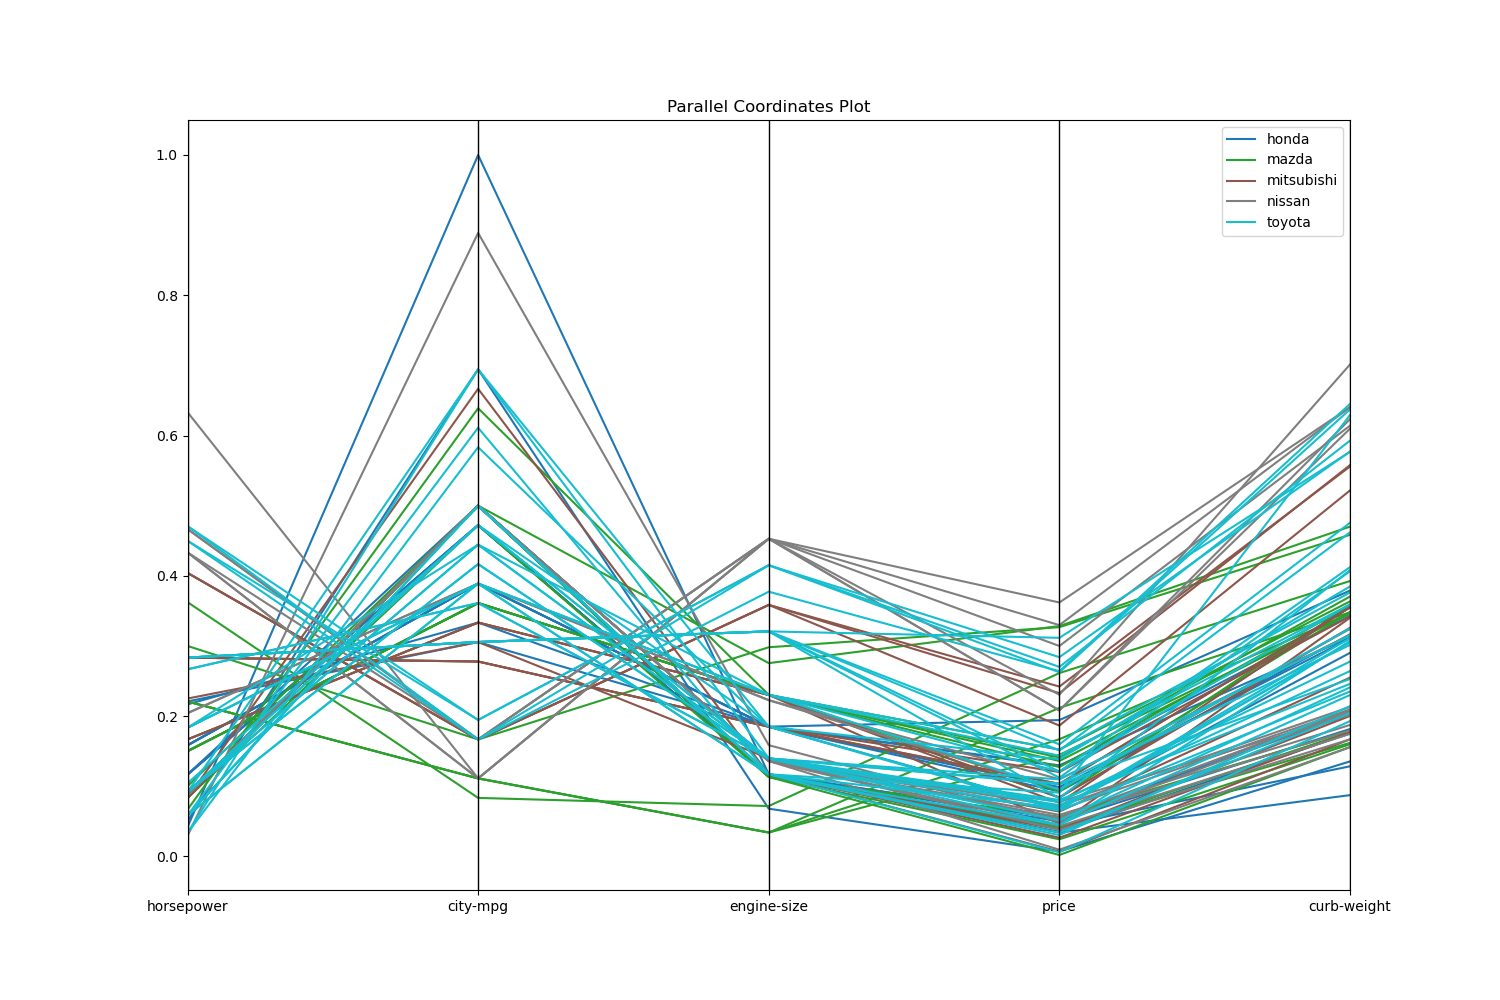 Parallel Coordinates Plot
honda
mazda
mitsubishi
nissan
toyota
1.0
0.8
0.6
0.4
0.2
0.0
horsepower city-mpg engine-size price curb-weight